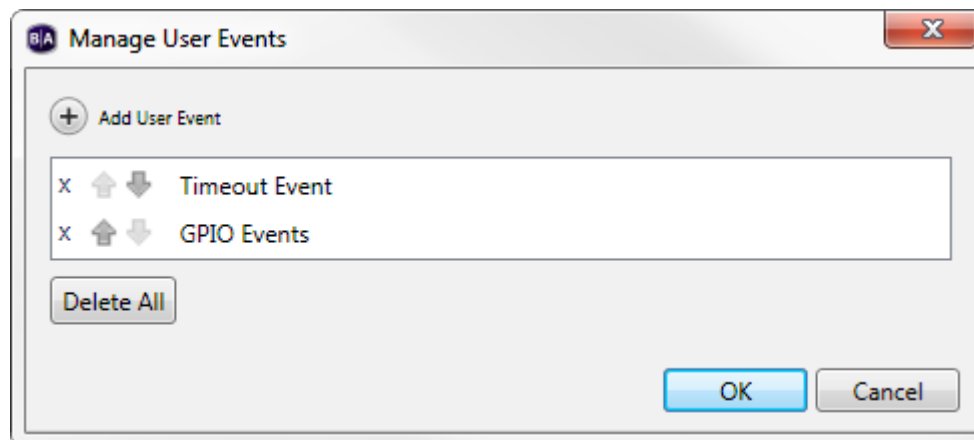 B|A Manage User Events X
+ Add User Event
x Timeout Event
x GPIO Events
Delete All
OK Cancel